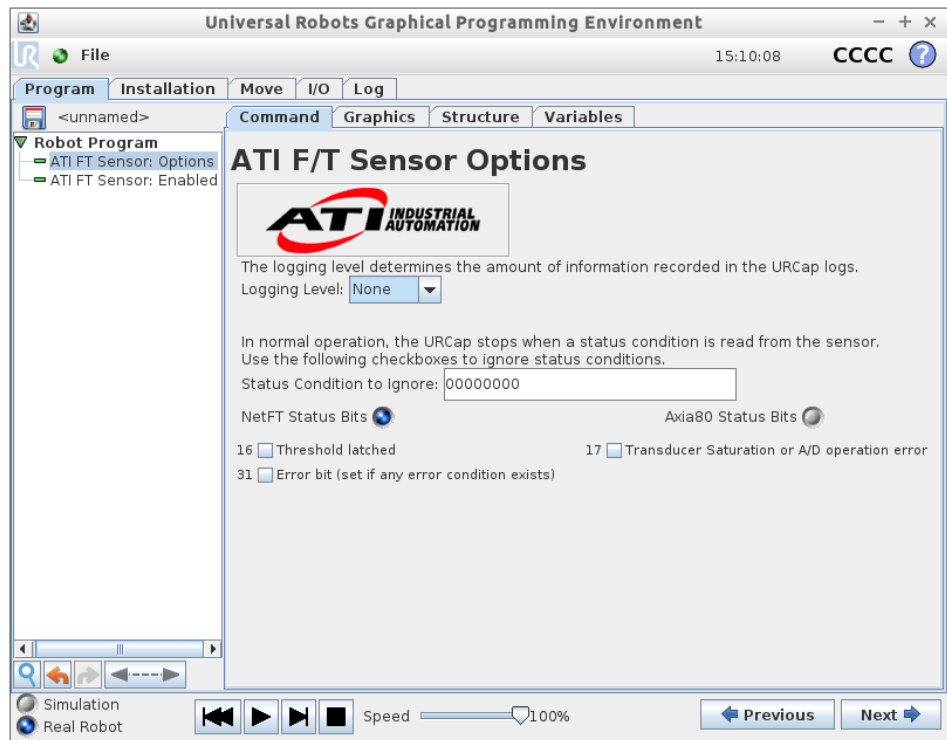 Universal Robots Graphical Programming Environment
UR File 15:10:08 CCCC ?
Program Installation Move I/O Log
<unnamed> Command Graphics Structure Variables
Robot Program
ATI FT Sensor: Options
ATI FT Sensor: Enabled
ATI F/T Sensor Options
ATI INDUSTRIAL AUTOMATION
The logging level determines the amount of information recorded in the URCap logs.
Logging Level: None
In normal operation, the URCap stops when a status condition is read from the sensor.
Use the following checkboxes to ignore status conditions.
Status Condition to Ignore: 00000000
NetFT Status Bits Axia80 Status Bits
16 Threshold latched 17 Transducer Saturation or A/D operation error
31 Error bit (set if any error condition exists)
Simulation
Real Robot
Speed 100% Previous Next